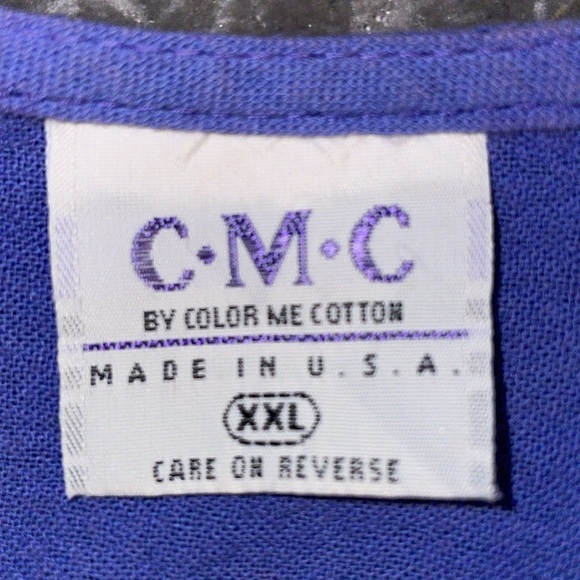 C•M•C
BY COLOR ME COTTON
MADE IN U.S.A.
XXL
CARE ON REVERSE